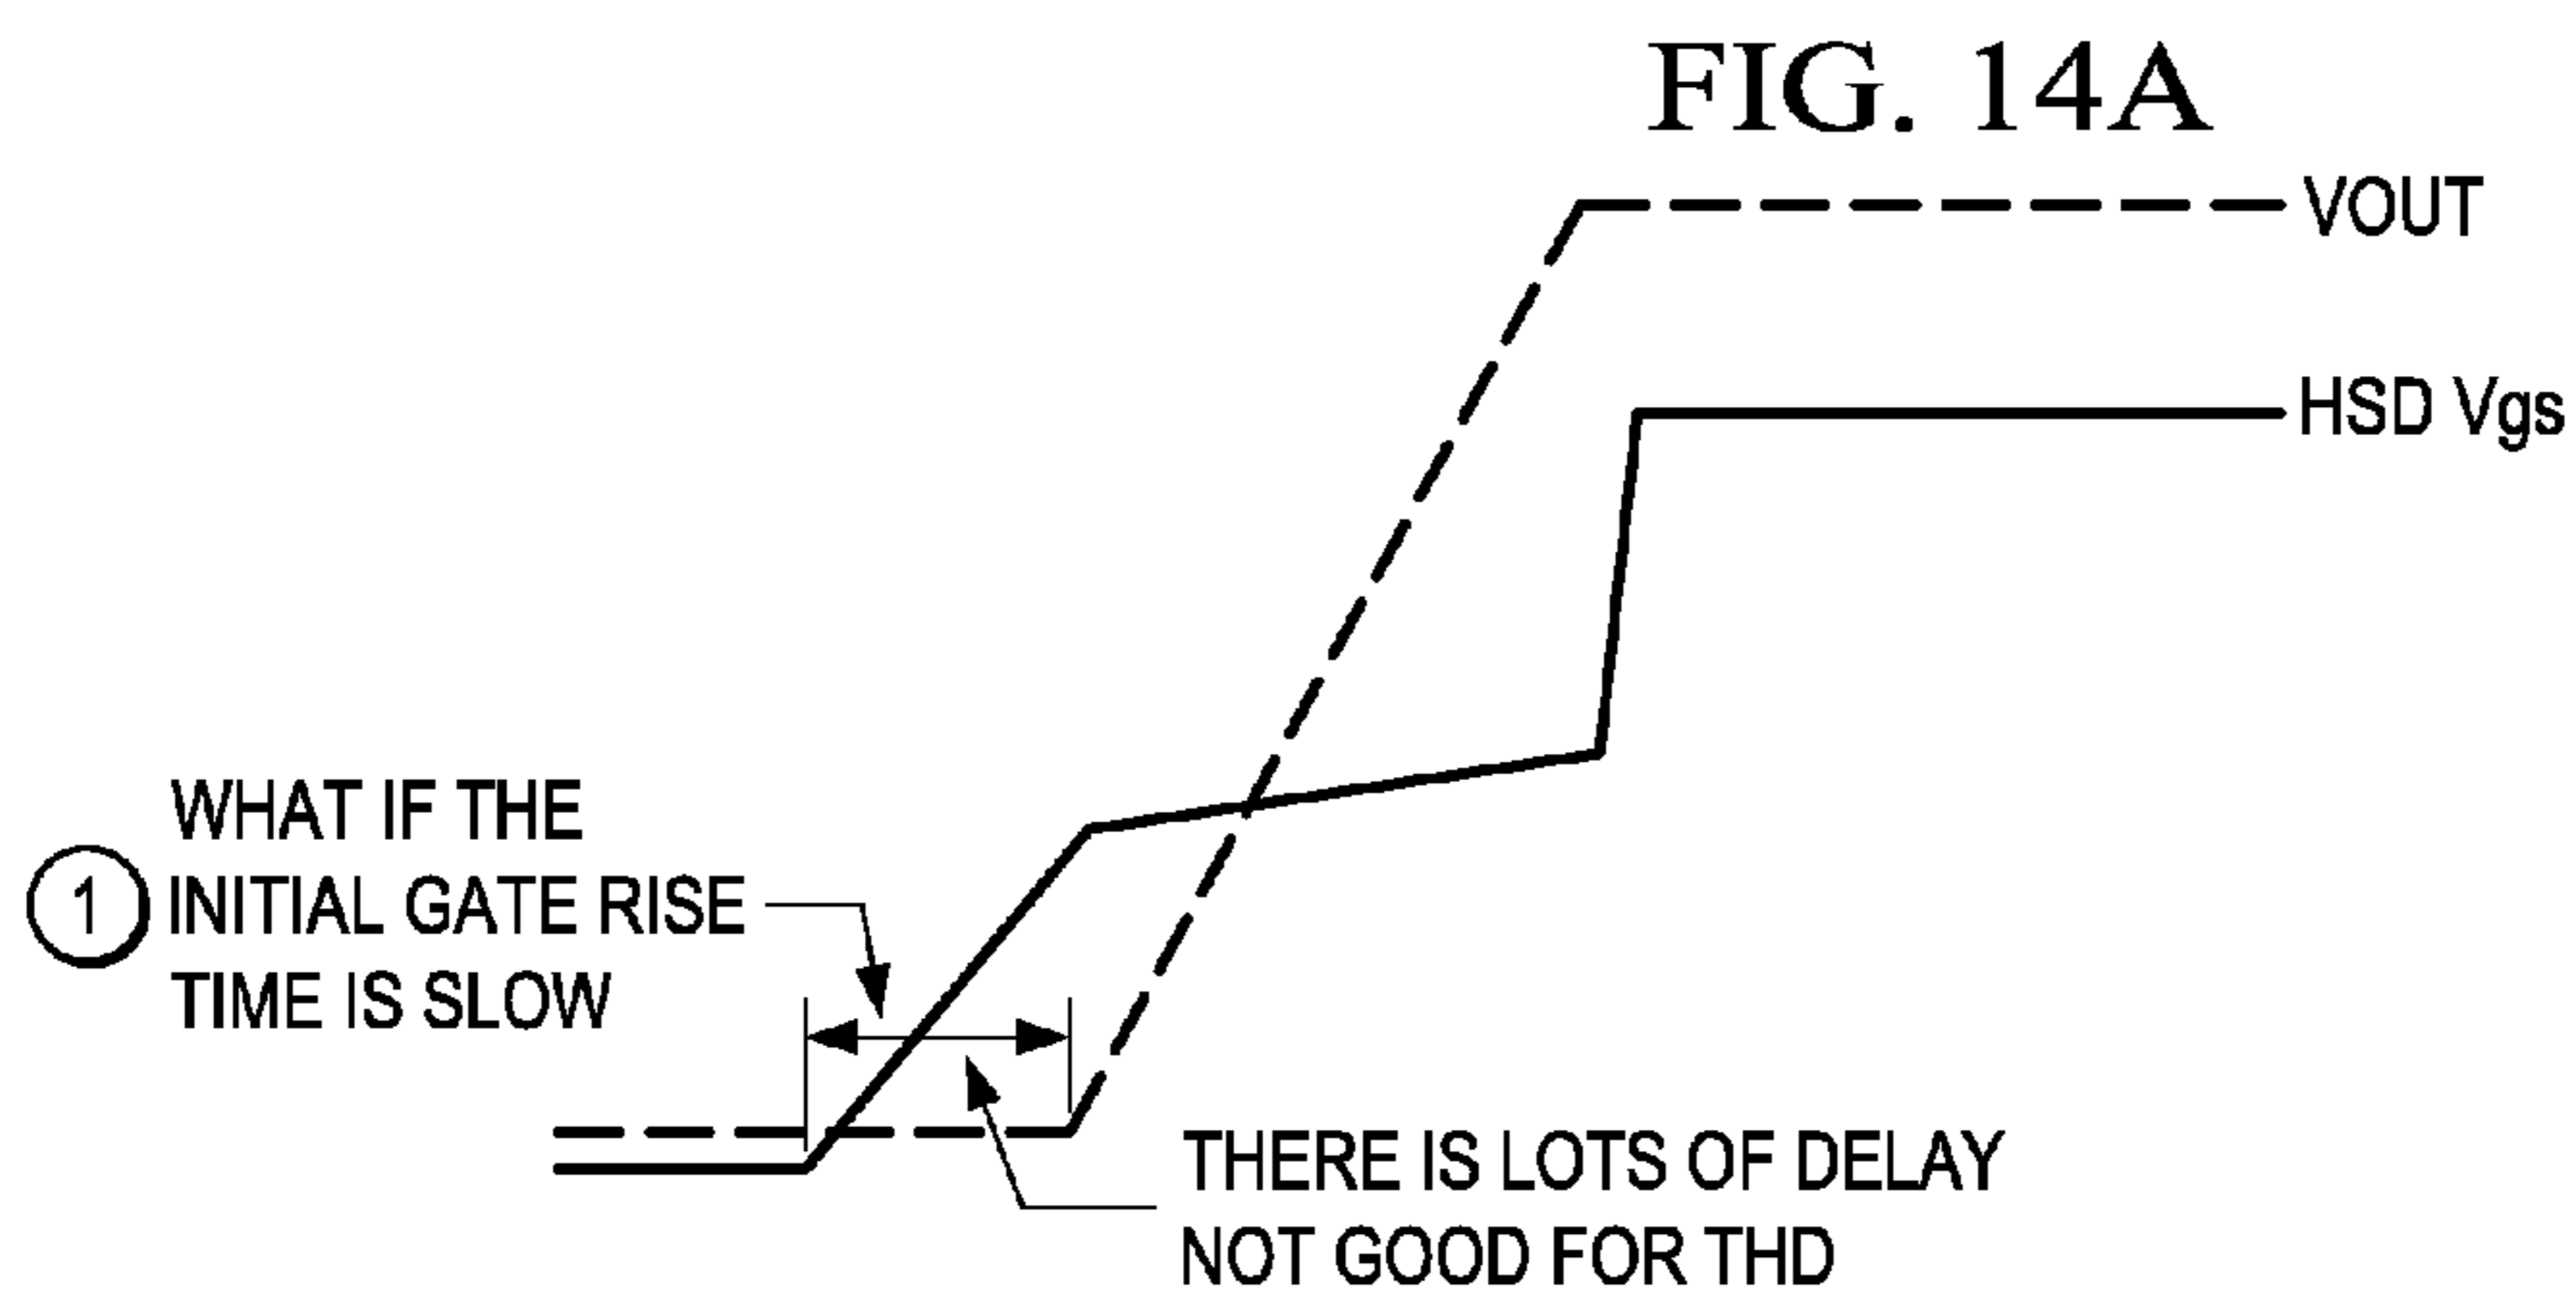 FIG. 14A
VOUT
HSD Vgs
1
WHAT IF THE
INITIAL GATE RISE
TIME IS SLOW
THERE IS LOTS OF DELAY
NOT GOOD FOR THD